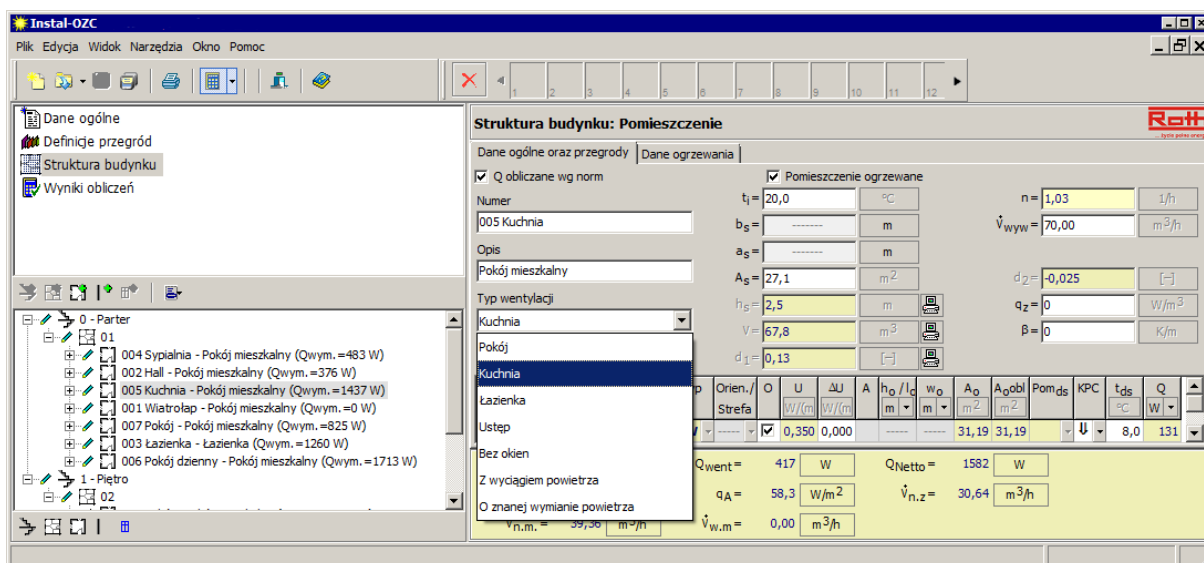 Instal-OZC
Plik Edycja Widok Narzędzia Okno Pomoc
1 2 3 4 5 6 7 8 9 10 11 12
Dane ogólne
Definicje przegród
Struktura budynku
Wyniki obliczeń
0 - Parter
01
004 Sypialnia - Pokój mieszkalny (Qwym.=483 W)
002 Hall - Pokój mieszkalny (Qwym.=376 W)
005 Kuchnia - Pokój mieszkalny (Qwym.=1437 W)
001 Wiatrołap - Pokój mieszkalny (Qwym.=0 W)
007 Pokój - Pokój mieszkalny (Qwym.=825 W)
003 Łazienka - Łazienka (Qwym.=1260 W)
006 Pokój dzienny - Pokój mieszkalny (Qwym.=1713 W)
1 - Piętro
02
Struktura budynku: Pomieszczenie
Roth
Dane ogólne oraz przegrody Dane ogrzewania
Q obliczane wg norm Pomieszczenie ogrzewane
Numer
005 Kuchnia
Opis
Pokój mieszkalny
Typ wentylacji
Kuchnia
Pokój
Kuchnia
Łazienka
Ustęp
Bez okien
Z wyciągiem powietrza
O znanej wymianie powietrza
ti= 20,0 °C
bs= ------- m
as= ------- m
As= 27,1 m2
hs= 2,5 m
V= 67,8 m3
d1= 0,13 [-]
n= 1,03 1/h
V̇wyw= 70,00 m3/h
d2= -0,025 [-]
qz= 0 W/m3
β= 0 K/m
p Orien./ O U ΔU A ho/lo wo Ao Aoobl Pomds KPC tds Q
Strefa W/(m W/(m m m m2 m2 °C W
----- 0,350 0,000 ----- ----- 31,19 31,19 8,0 131
Qwent= 417 W QNetto= 1582 W
qA= 58,3 W/m2 V̇n.z= 30,64 m3/h
V̇n.m.= 39,36 m3/h V̇w.m= 0,00 m3/h